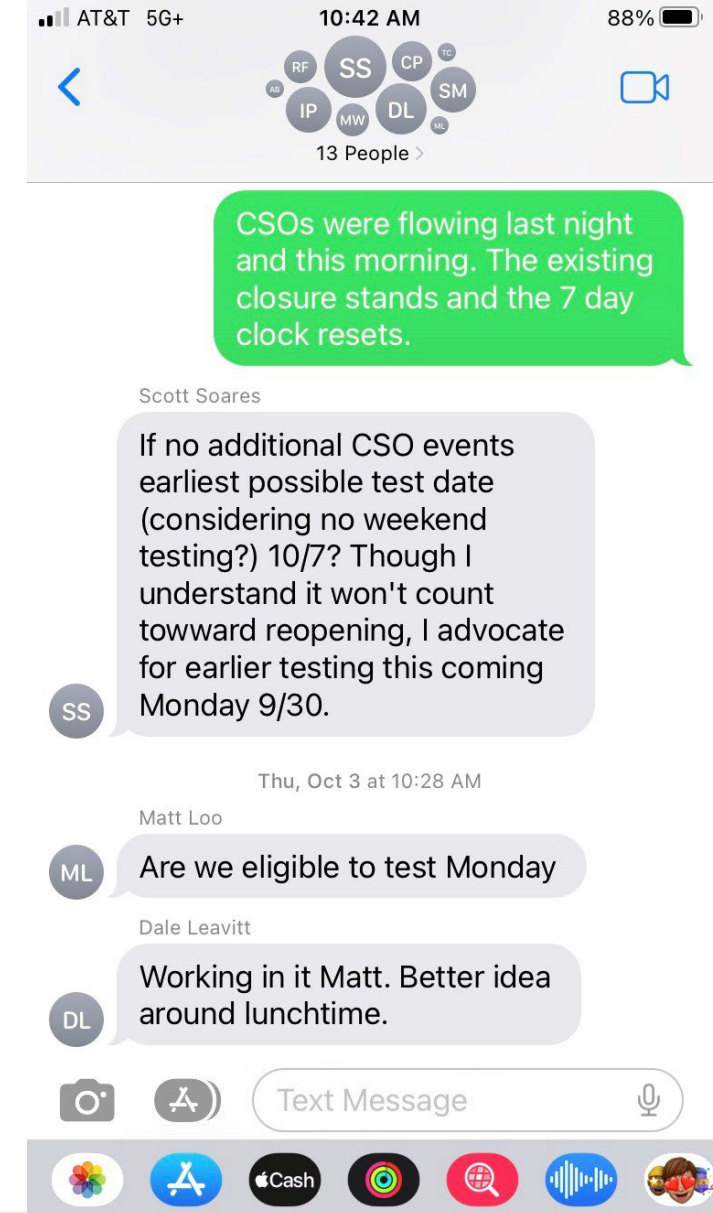 AT&T 5G+ 10:42 AM 88%
RF SS CP TC
AB IP MW DL SM ML
13 People >
CSOs were flowing last night
and this morning. The existing
closure stands and the 7 day
clock resets.
Scott Soares
If no additional CSO events
earliest possible test date
(considering no weekend
testing?) 10/7? Though I
understand it won't count
towward reopening, I advocate
for earlier testing this coming
Monday 9/30.
SS
Thu, Oct 3 at 10:28 AM
Matt Loo
Are we eligible to test Monday
ML
Dale Leavitt
Working in it Matt. Better idea
around lunchtime.
DL
Text Message
Cash